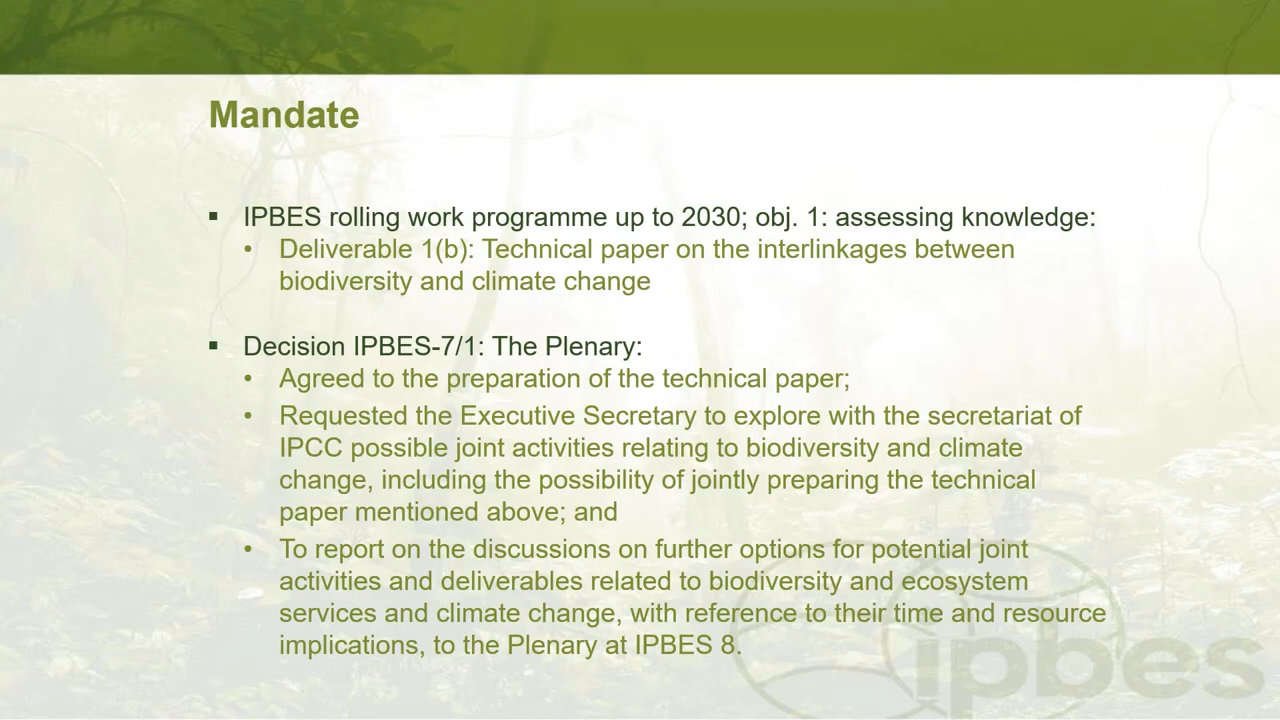 Mandate
▪ IPBES rolling work programme up to 2030; obj. 1: assessing knowledge:
• Deliverable 1(b): Technical paper on the interlinkages between
biodiversity and climate change
▪ Decision IPBES-7/1: The Plenary:
• Agreed to the preparation of the technical paper;
• Requested the Executive Secretary to explore with the secretariat of
IPCC possible joint activities relating to biodiversity and climate
change, including the possibility of jointly preparing the technical
paper mentioned above; and
• To report on the discussions on further options for potential joint
activities and deliverables related to biodiversity and ecosystem
services and climate change, with reference to their time and resource
implications, to the Plenary at IPBES 8.
ipbes